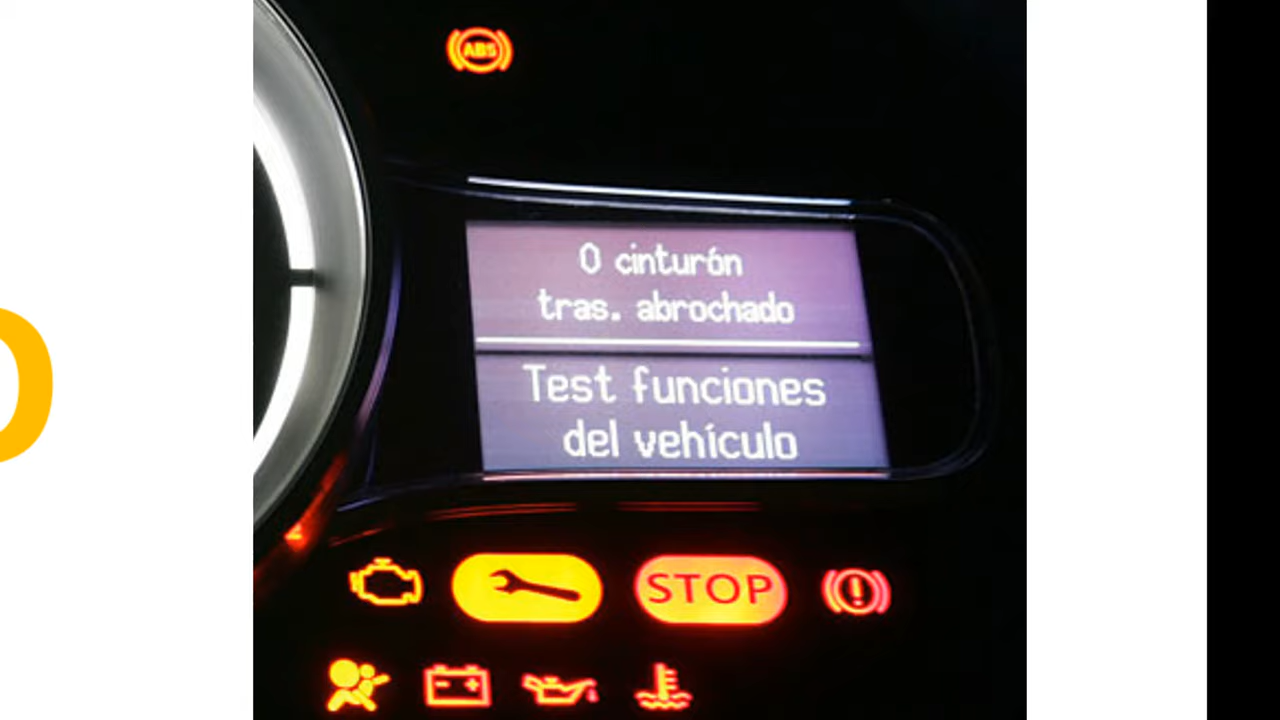 ABS
0 cinturón
tras. abrochado
Test funciones
del vehículo
STOP